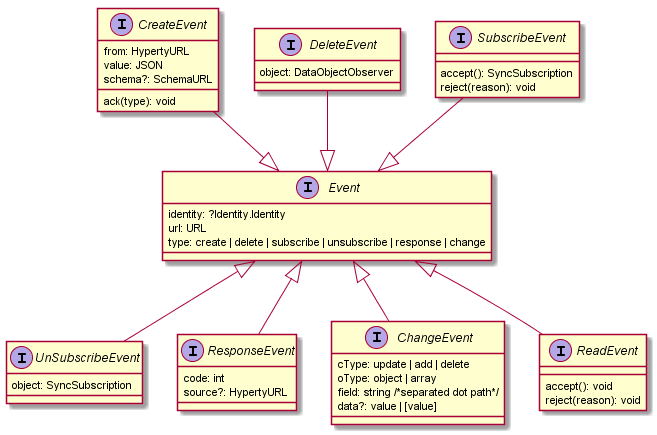 I CreateEvent
from: HypertyURL
value: JSON
schema?: SchemaURL
ack(type): void
I DeleteEvent
object: DataObjectObserver
I SubscribeEvent
accept(): SyncSubscription
reject(reason): void
I Event
identity: ?Identity.Identity
url: URL
type: create | delete | subscribe | unsubscribe | response | change
I UnSubscribeEvent
object: SyncSubscription
I ResponseEvent
code: int
source?: HypertyURL
I ChangeEvent
cType: update | add | delete
oType: object | array
field: string /*separated dot path*/
data?: value | [value]
I ReadEvent
accept(): void
reject(reason): void